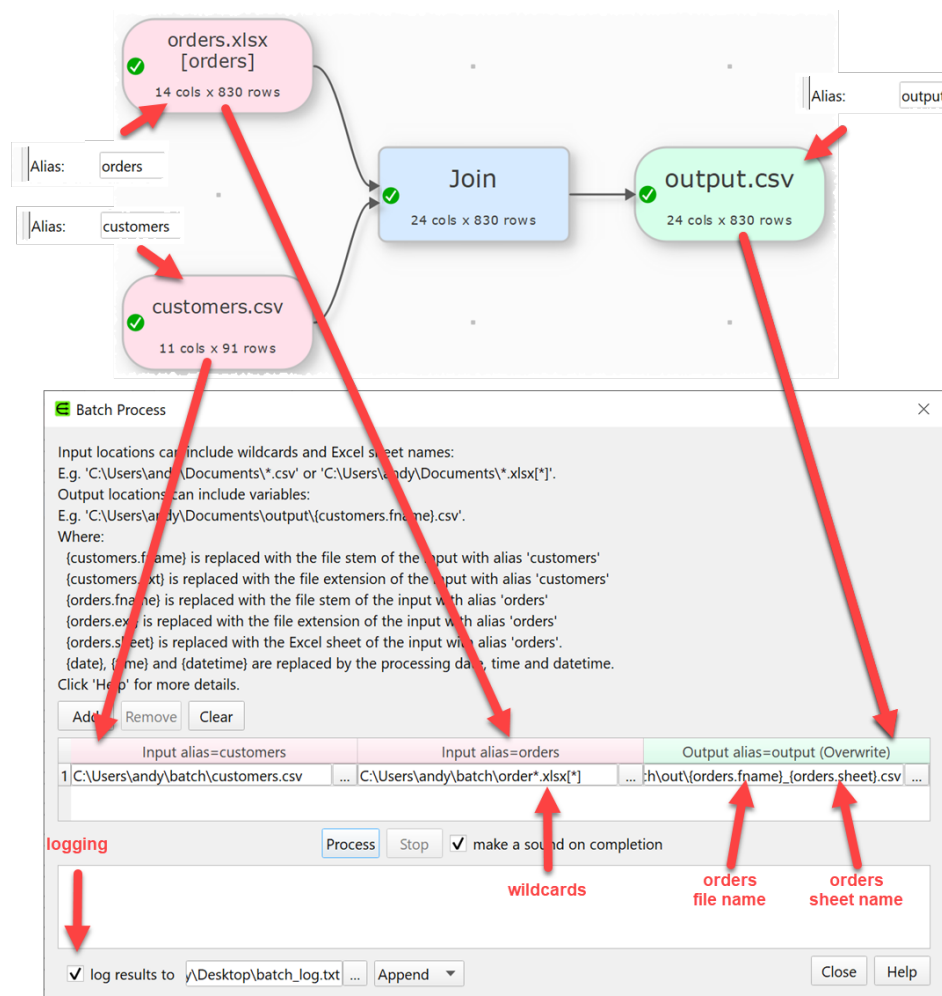 orders.xlsx
[orders]
14 cols x 830 rows
Alias: output
Alias: orders
Join
24 cols x 830 rows
output.csv
24 cols x 830 rows
Alias: customers
customers.csv
11 cols x 91 rows
Batch Process
Input locations can include wildcards and Excel sheet names:
E.g. 'C:\Users\andy\Documents\*.csv' or 'C:\Users\andy\Documents\*.xlsx[*]'.
Output locations can include variables:
E.g. 'C:\Users\andy\Documents\output\{customers.fname}.csv'.
Where:
{customers.fname} is replaced with the file stem of the input with alias 'customers'
{customers.ext} is replaced with the file extension of the input with alias 'customers'
{orders.fname} is replaced with the file stem of the input with alias 'orders'
{orders.ext} is replaced with the file extension of the input with alias 'orders'
{orders.sheet} is replaced with the Excel sheet of the input with alias 'orders'.
{date}, {time} and {datetime} are replaced by the processing date, time and datetime.
Click 'Help' for more details.
Add Remove Clear
Input alias=customers Input alias=orders Output alias=output (Overwrite)
1 C:\Users\andy\batch\customers.csv ... C:\Users\andy\batch\order*.xlsx[*] ... :h\out\{orders.fname}_{orders.sheet}.csv ...
logging
Process Stop make a sound on completion
wildcards
orders
file name
orders
sheet name
log results to y\Desktop\batch_log.txt ... Append
Close Help